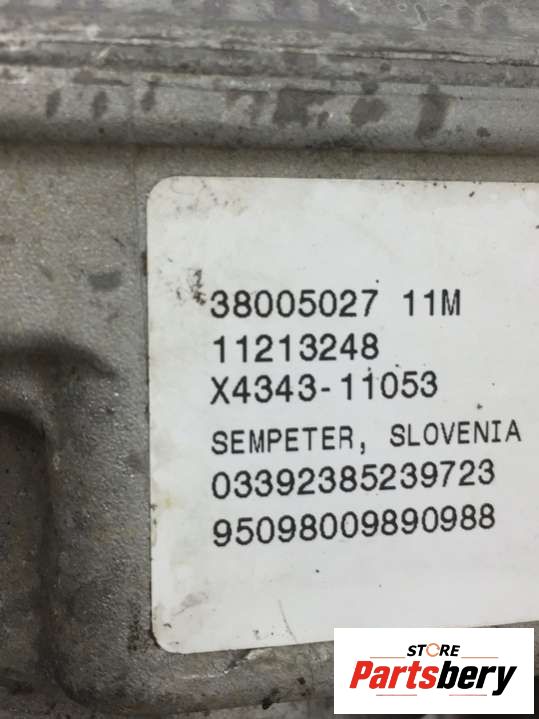 38005027 11M
11213248
X4343-11053
SEMPETER, SLOVENIA
03392385239723
95098009890988
STORE
Partsbery